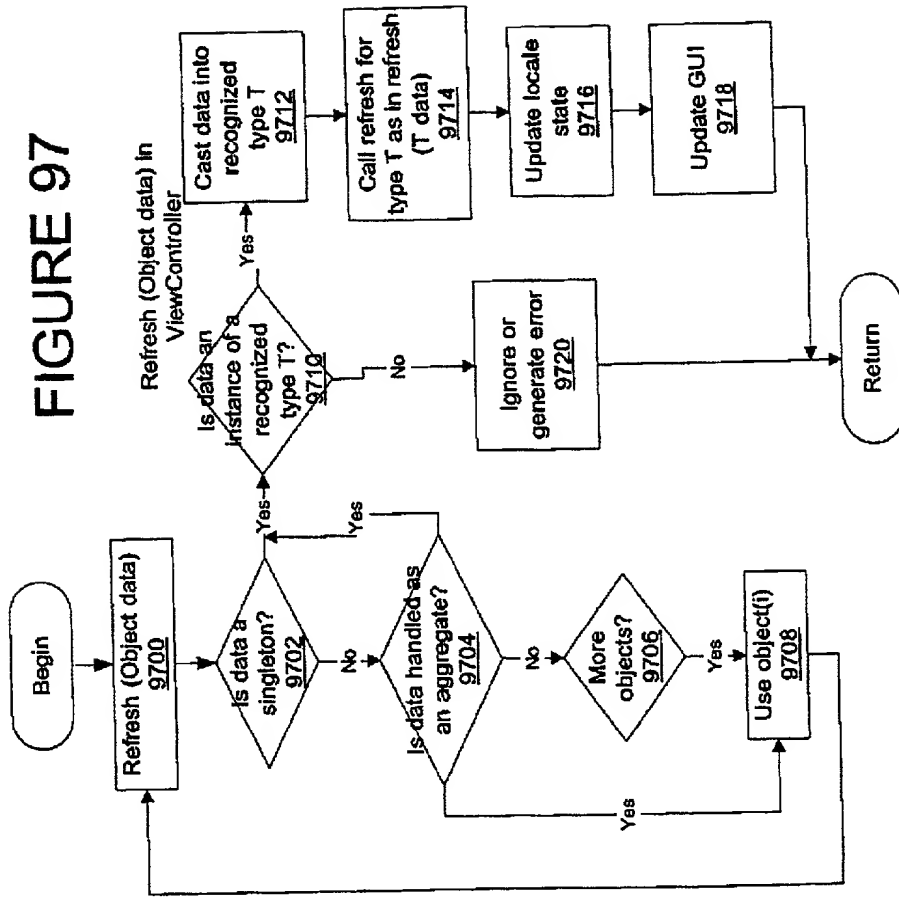 FIGURE 97
Refresh (Object data) in
ViewController
Begin
Refresh (Object data)
9700
Is data a
singleton?
9702
Yes
No
Is data handled as
an aggregate?
9704
Yes
No
Yes
More
objects?
9706
Yes
Use object(i)
9708
Is data an
instance of a
recognized
type T?
9710
Yes
No
Cast data into
recognized
type T
9712
Call refresh for
type T as in refresh
(T data)
9714
Update locale
state
9716
Update GUI
9718
Ignore or
generate error
9720
Return